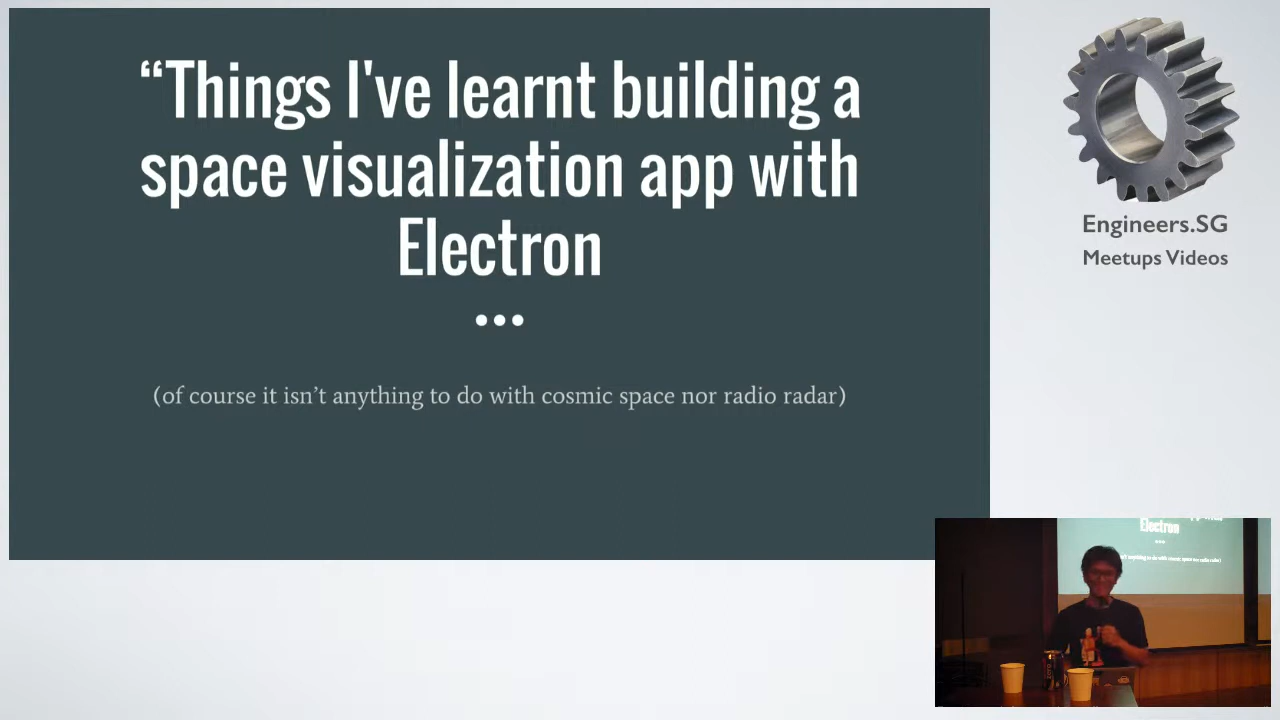 “Things I've learnt building a
space visualization app with
Electron
(of course it isn’t anything to do with cosmic space nor radio radar)
Engineers.SG
Meetups Videos
Electron